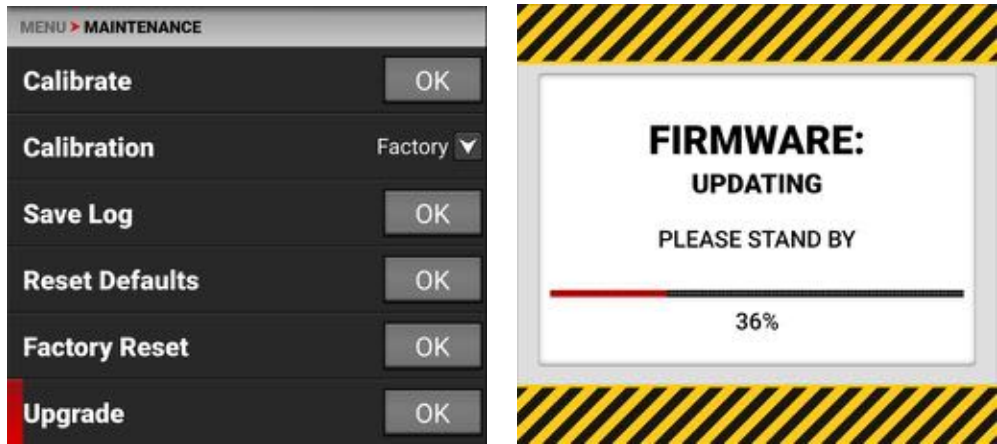 MENU > MAINTENANCE
Calibrate OK
Calibration Factory
Save Log OK
Reset Defaults OK
Factory Reset OK
Upgrade OK
FIRMWARE:
UPDATING
PLEASE STAND BY
36%